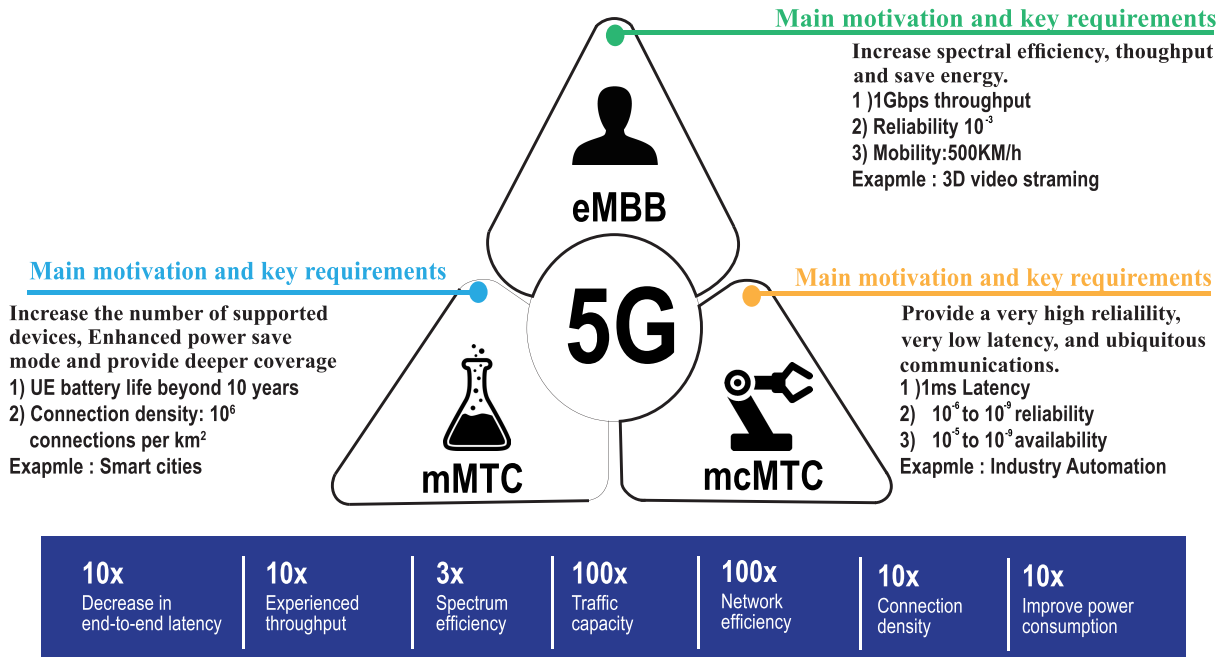 Main motivation and key requirements
Increase spectral efficiency, thoughput
and save energy.
1 )1Gbps throughput
2) Reliability 10⁻³
3) Mobility:500KM/h
Exapmle : 3D video straming
eMBB
Main motivation and key requirements
Increase the number of supported
devices, Enhanced power save
mode and provide deeper coverage
1) UE battery life beyond 10 years
2) Connection density: 10⁶
connections per km²
Exapmle : Smart cities
5G
mMTC
Main motivation and key requirements
Provide a very high relialility,
very low latency, and ubiquitous
communications.
1 )1ms Latency
2) 10⁻⁶ to 10⁻⁹ reliability
3) 10⁻⁵ to 10⁻⁹ availability
Exapmle : Industry Automation
mcMTC
10x
Decrease in
end-to-end latency
10x
Experienced
throughput
3x
Spectrum
efficiency
100x
Traffic
capacity
100x
Network
efficiency
10x
Connection
density
10x
Improve power
consumption